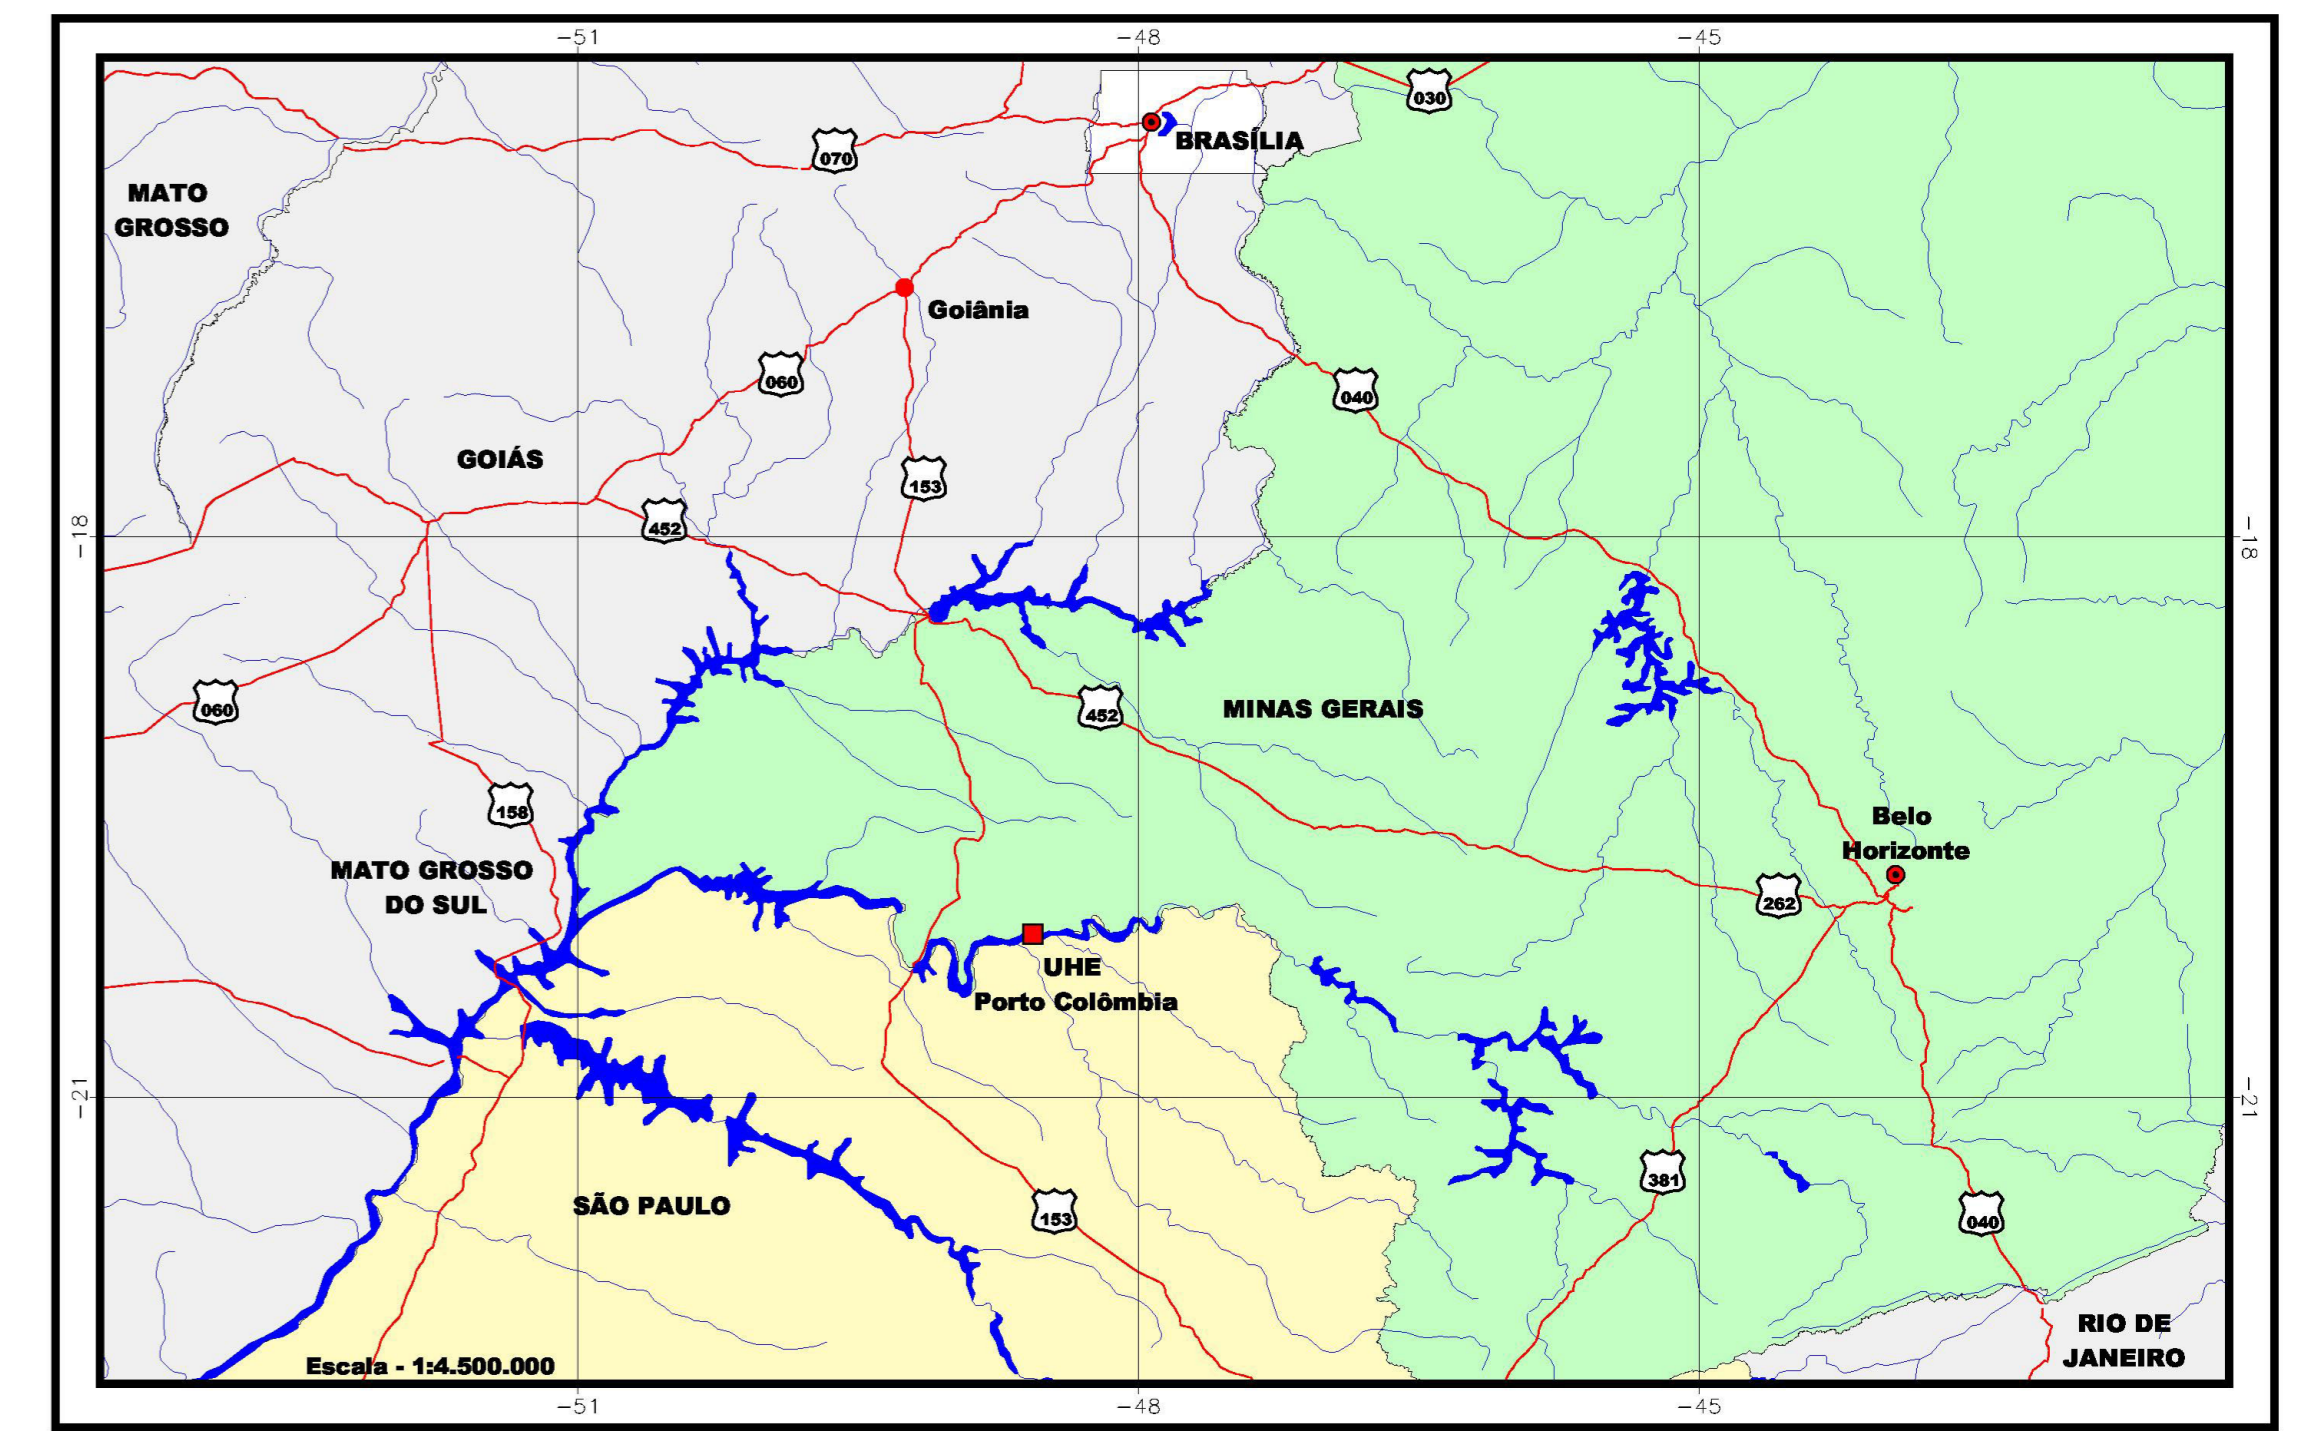 -51
-48
-45
030
BRASÍLIA
070
MATO
GROSSO
Goiânia
060
040
GOIÁS
153
452
-18
-18
060
452
MINAS GERAIS
158
Belo
Horizonte
MATO GROSSO
DO SUL
262
UHE
Porto Colômbia
-21
-21
381
SÃO PAULO
153
040
RIO DE
JANEIRO
Escala - 1:4.500.000
-51
-48
-45